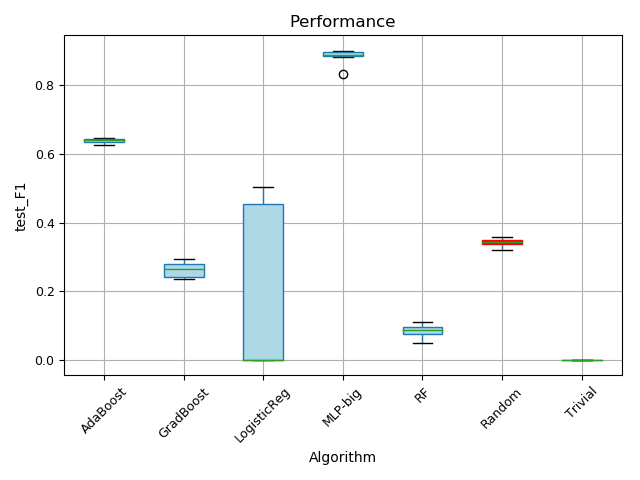 Performance
test_F1
0.8
0.6
0.4
0.2
0.0
AdaBoost
GradBoost
LogisticReg
MLP-big
RF
Random
Trivial
Algorithm